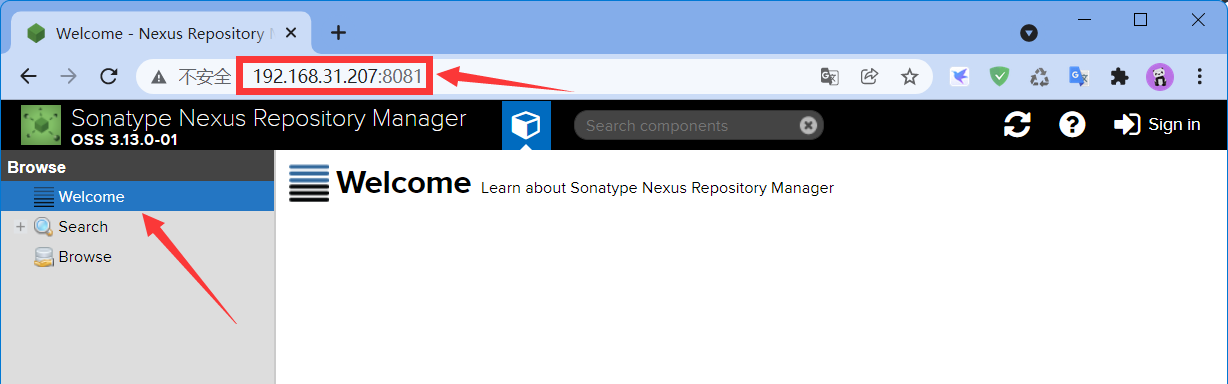 Welcome - Nexus Repository
不安全 192.168.31.207:8081
Sonatype Nexus Repository Manager
OSS 3.13.0-01
Search components
Sign in
Browse
Welcome
Search
Browse
Welcome Learn about Sonatype Nexus Repository Manager